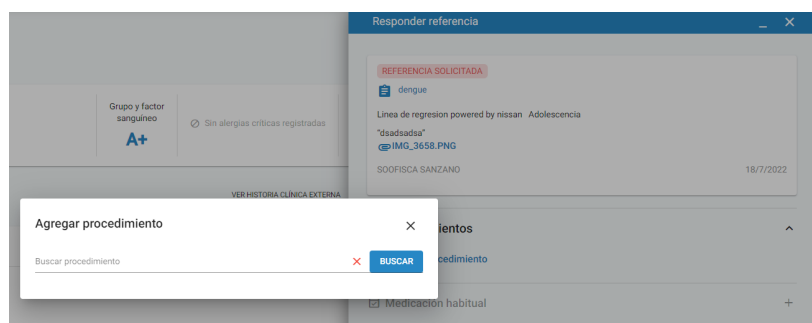 Responder referencia
REFERENCIA SOLICITADA
dengue
Linea de regresion powered by nissan Adolescencia
"dsadsadsa"
IMG_3658.PNG
SOOFISCA SANZANO 18/7/2022
Grupo y factor
sanguíneo
A+
Sin alergias críticas registradas
VER HISTORIA CLÍNICA EXTERNA
Agregar procedimiento
Buscar procedimiento
BUSCAR
ientos
cedimiento
Medicación habitual